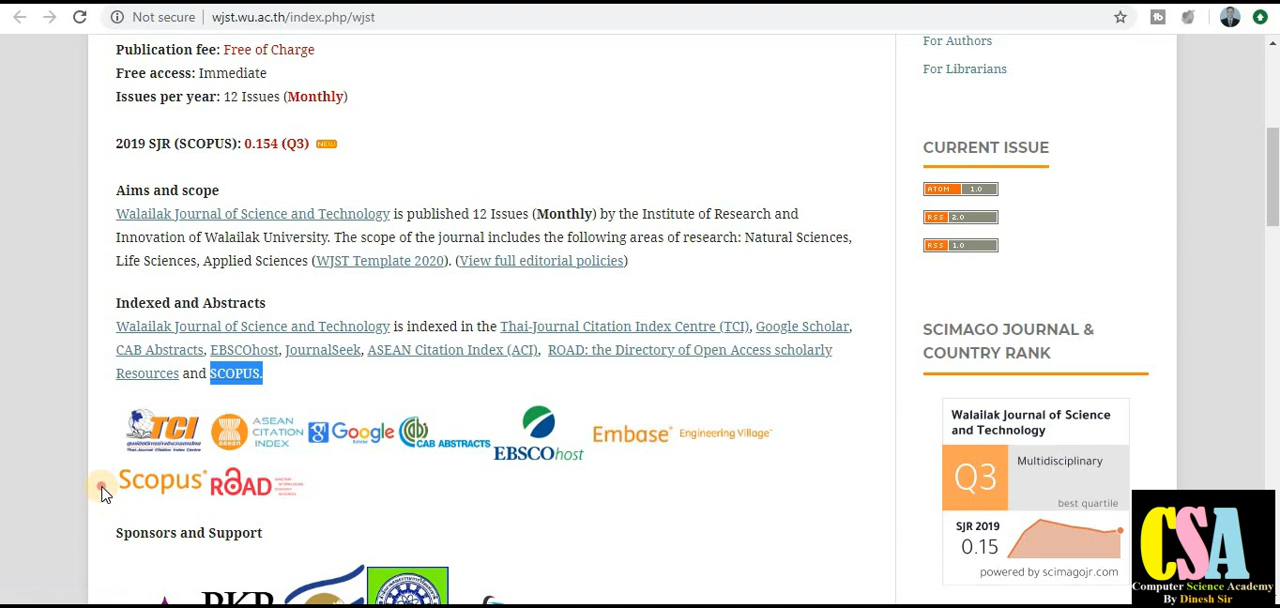 Not secure | wjst.wu.ac.th/index.php/wjst
Publication fee: Free of Charge
Free access: Immediate
Issues per year: 12 Issues (Monthly)
2019 SJR (SCOPUS): 0.154 (Q3) NEW
Aims and scope
Walailak Journal of Science and Technology is published 12 Issues (Monthly) by the Institute of Research and
Innovation of Walailak University. The scope of the journal includes the following areas of research: Natural Sciences,
Life Sciences, Applied Sciences (WJST Template 2020). (View full editorial policies)
Indexed and Abstracts
Walailak Journal of Science and Technology is indexed in the Thai-Journal Citation Index Centre (TCI), Google Scholar,
CAB Abstracts, EBSCOhost, JournalSeek, ASEAN Citation Index (ACI), ROAD: the Directory of Open Access scholarly
Resources and SCOPUS.
TCI
Thai-Journal Citation Index Centre
asean
ASEAN
CITATION
INDEX
Google
CAB ABSTRACTS
EBSCOhost
Embase® Engineering Village™
Scopus®
ROAD
Sponsors and Support
PKP
For Authors
For Librarians
CURRENT ISSUE
ATOM 1.0
RSS 2.0
RSS 1.0
SCIMAGO JOURNAL &
COUNTRY RANK
Walailak Journal of Science
and Technology
Q3
Multidisciplinary
best quartile
SJR 2019
0.15
powered by scimagojr.com
CSA
Computer Science Academy
By Dinesh Sir